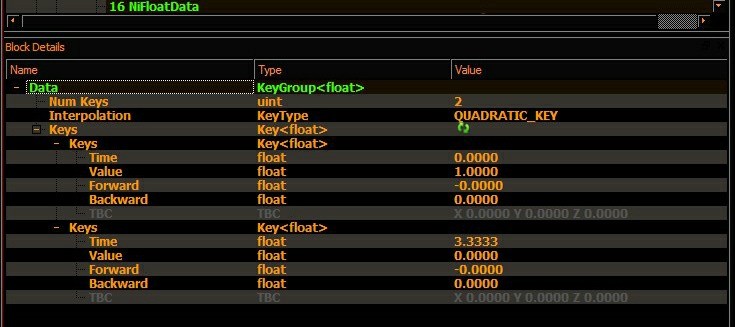 16 NiFloatData
Block Details
Name Type Value
Data KeyGroup<float>
Num Keys uint 2
Interpolation KeyType QUADRATIC_KEY
Keys Key<float>
Keys Key<float>
Time float 0.0000
Value float 1.0000
Forward float -0.0000
Backward float 0.0000
TBC TBC X 0.0000 Y 0.0000 Z 0.0000
Keys Key<float>
Time float 3.3333
Value float 0.0000
Forward float -0.0000
Backward float 0.0000
TBC TBC X 0.0000 Y 0.0000 Z 0.0000